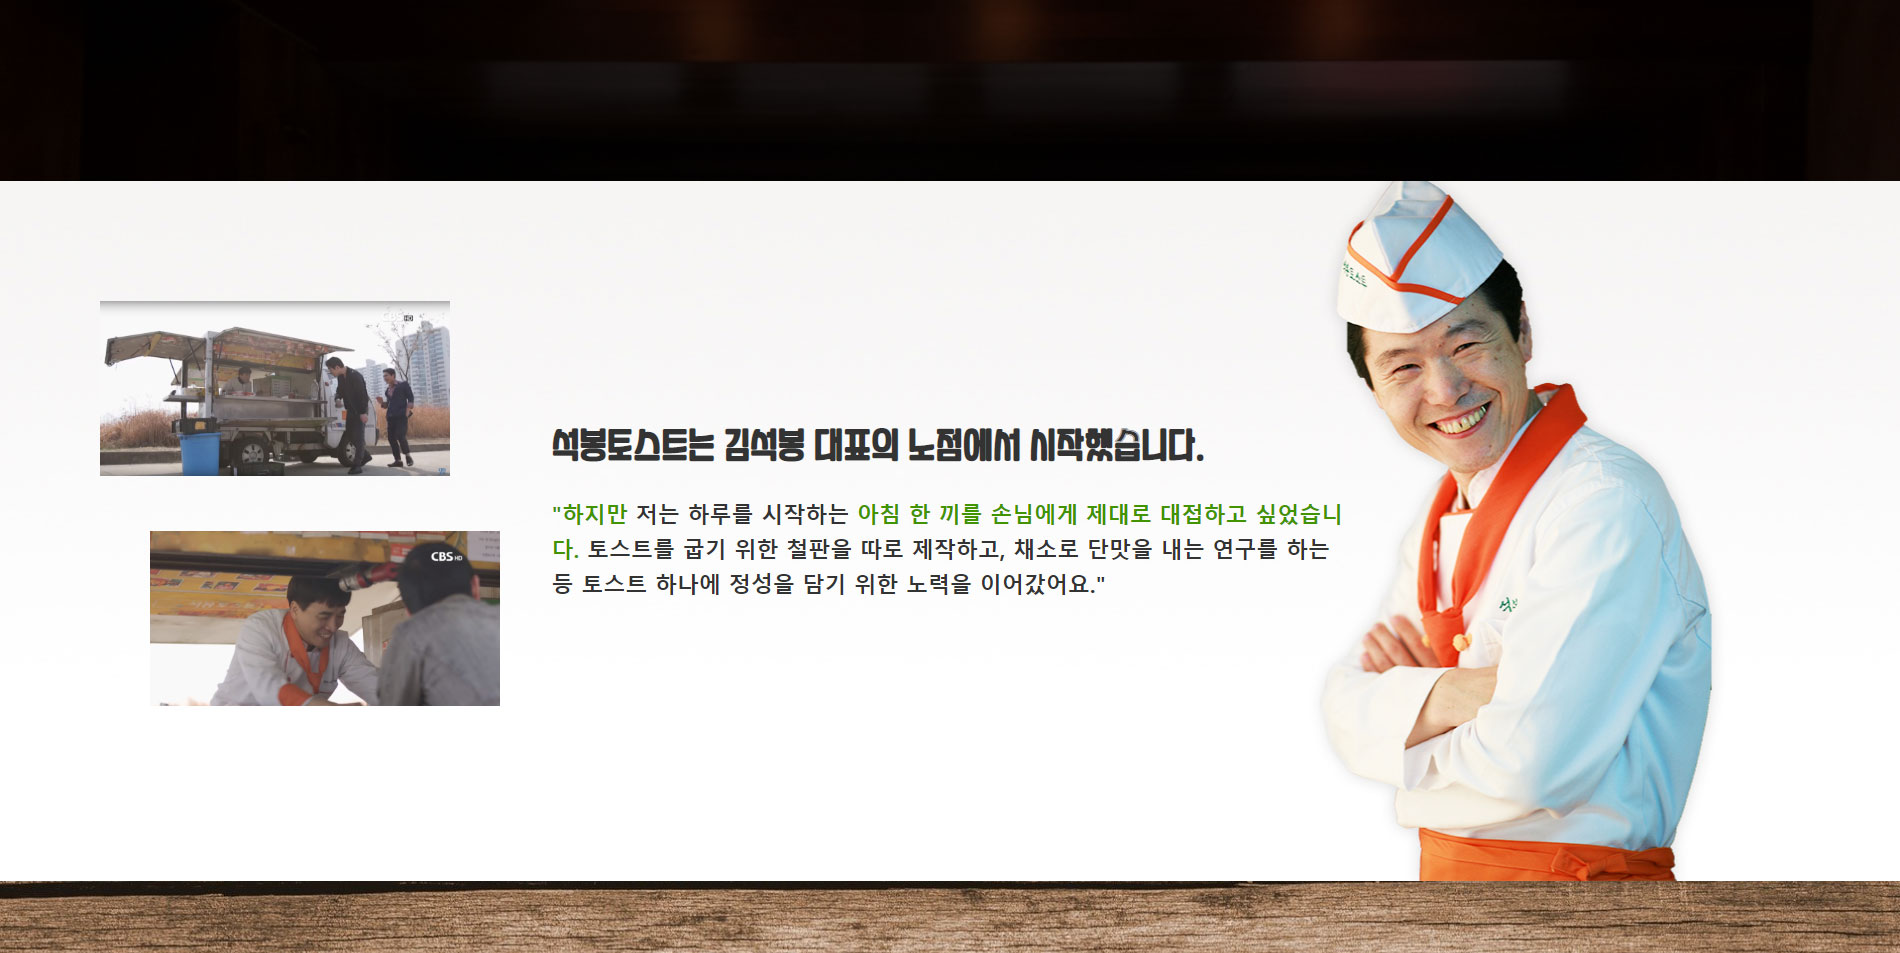 HD
CBS HD
석봉토스트는 김석봉 대표의 노점에서 시작했습니다.
"하지만 저는 하루를 시작하는 아침 한 끼를 손님에게 제대로 대접하고 싶었습니
다. 토스트를 굽기 위한 철판을 따로 제작하고, 채소로 단맛을 내는 연구를 하는
등 토스트 하나에 정성을 담기 위한 노력을 이어갔어요."